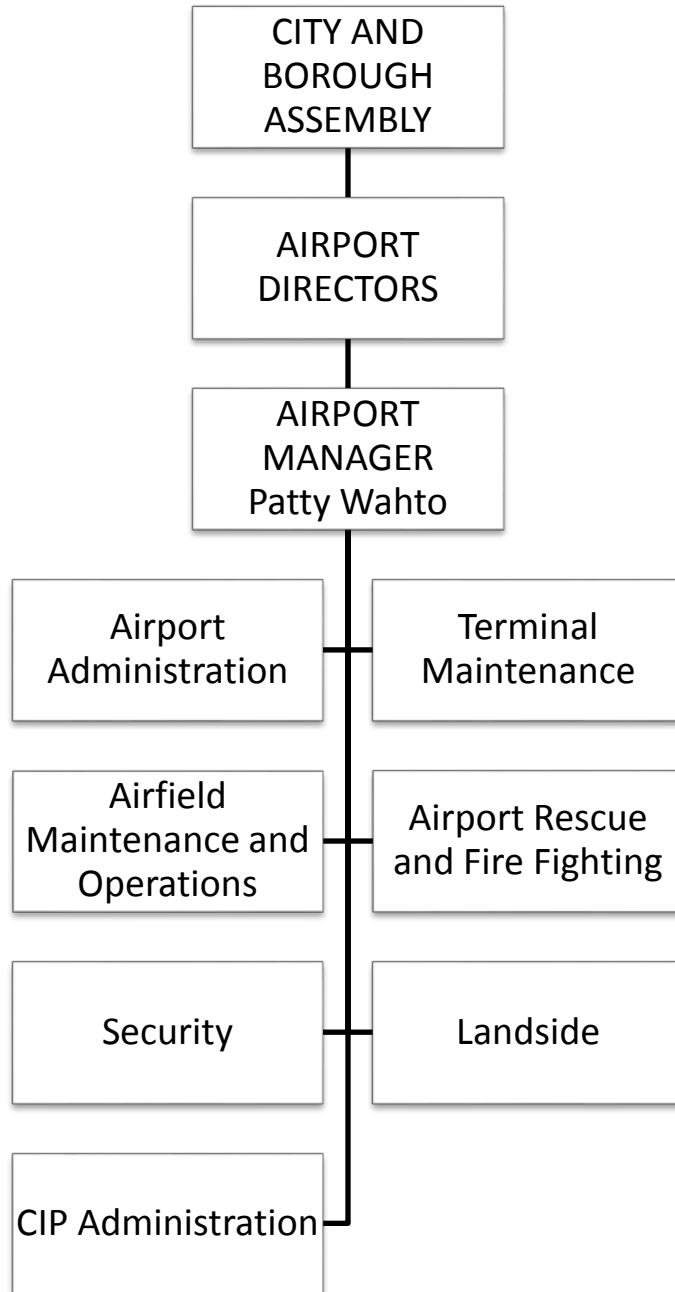 CITY AND
BOROUGH
ASSEMBLY
AIRPORT
DIRECTORS
AIRPORT
MANAGER
Patty Wahto
Airport
Administration
Terminal
Maintenance
Airfield
Maintenance and
Operations
Airport Rescue
and Fire Fighting
Security
Landside
CIP Administration